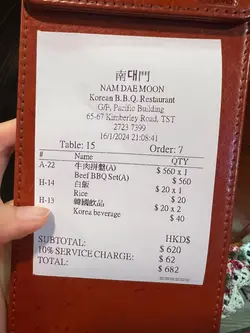 南대門
NAM DAE MOON
Korean B.B.Q. Restaurant
G/F, Pacific Building
65-67 Kimberley Road, TST
2723 7399
16/1/2024 21:08:41
Table: 15 Order: 7
# Name QTY
A-22 牛肉拼盤(A) $ 560 x 1
Beef BBQ Set(A) $ 560
H-14 白飯 $ 20 x 1
Rice $ 20
H-13 韓國飲品 $ 20 x 2
Korea beverage $ 40
HKD$
SUBTOTAL: $ 620
10% SERVICE CHARGE: $ 62
TOTAL: $ 682